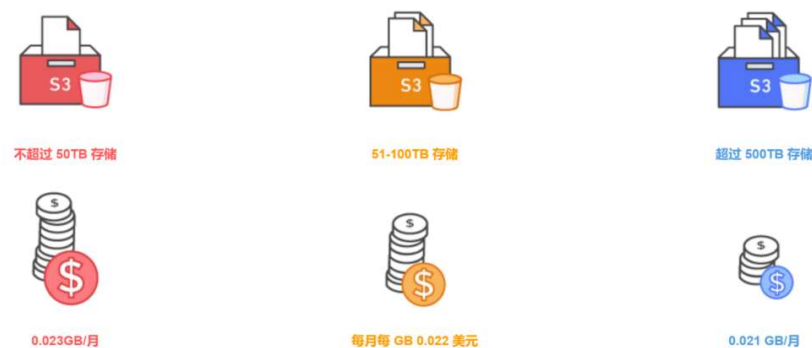 S3
S3
S3
不超过 50TB 存储
51-100TB 存储
超过 500TB 存储
$
$
$
$
$
$
0.023GB/月
每月每 GB 0.022 美元
0.021 GB/月